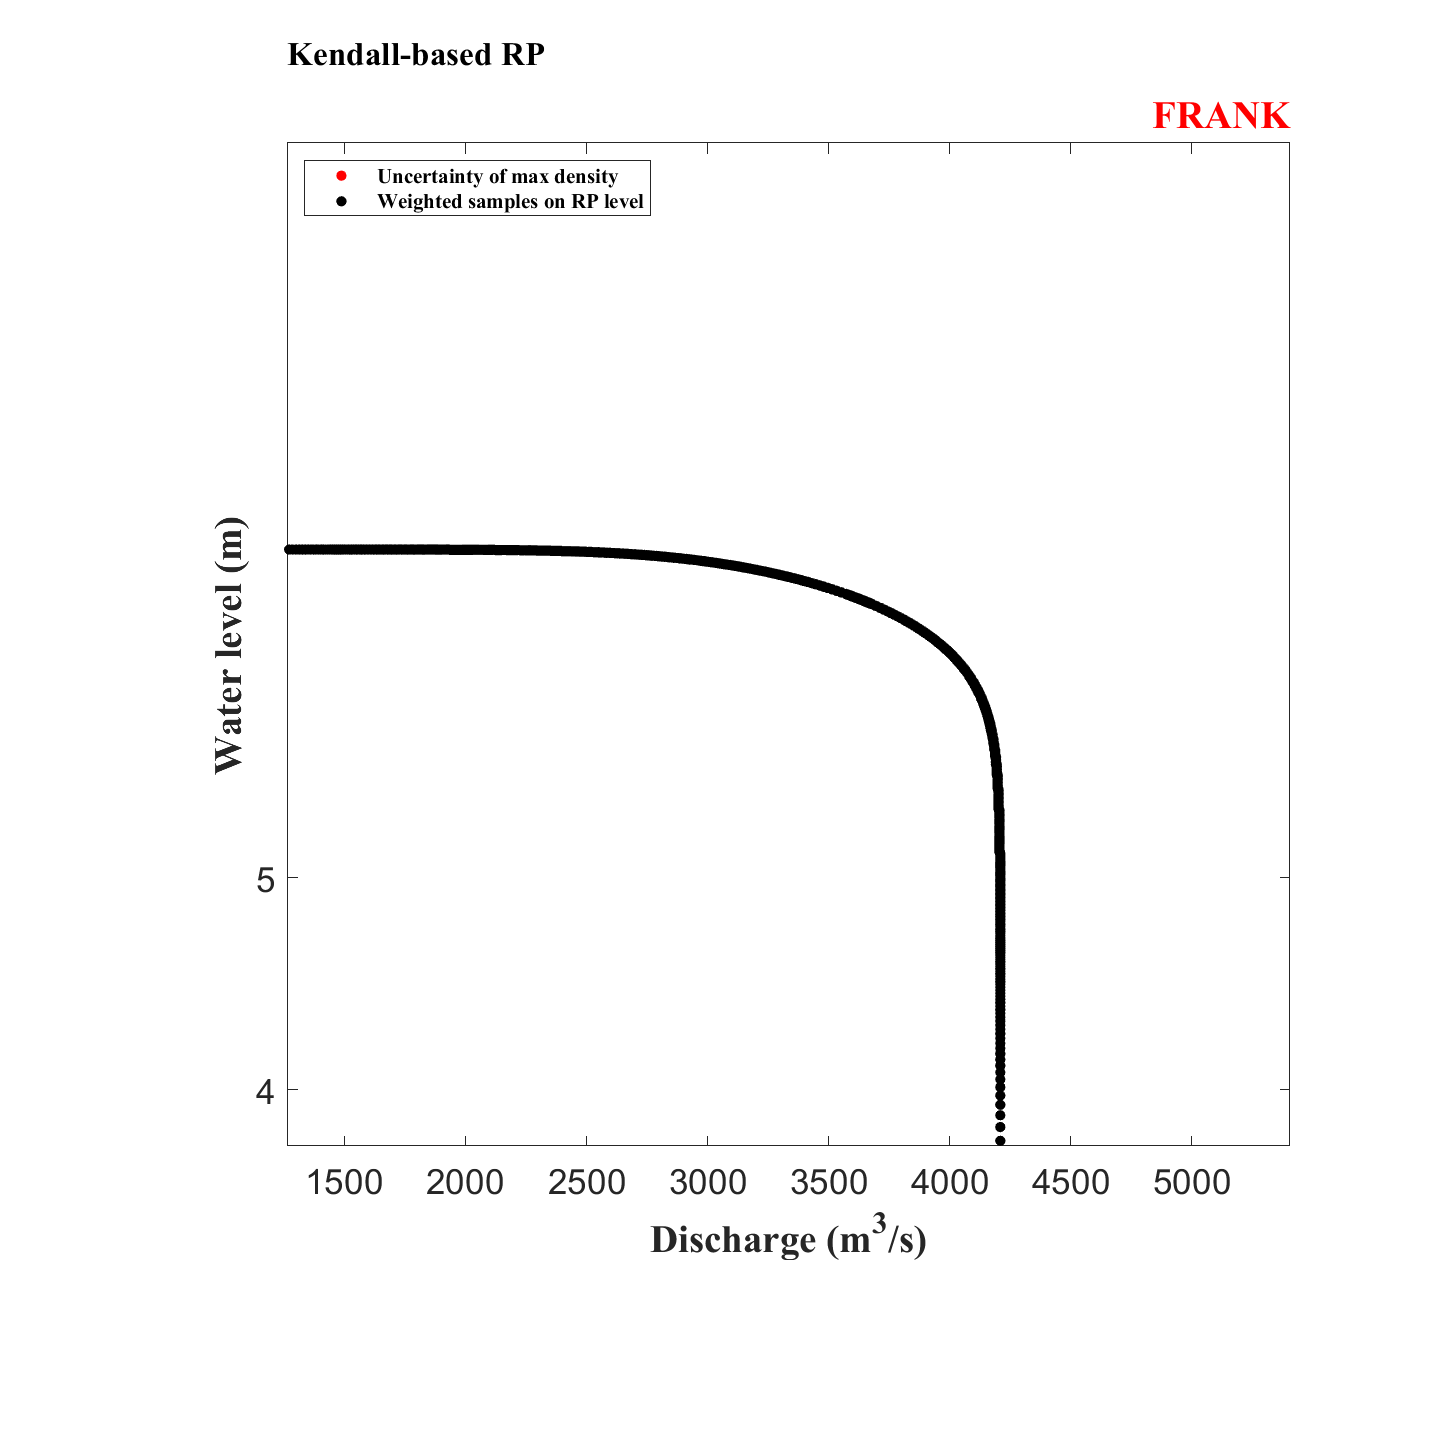 Kendall-based RP
FRANK
Uncertainty of max density
Weighted samples on RP level
Water level (m)
5
4
1500 2000 2500 3000 3500 4000 4500 5000
Discharge (m³/s)